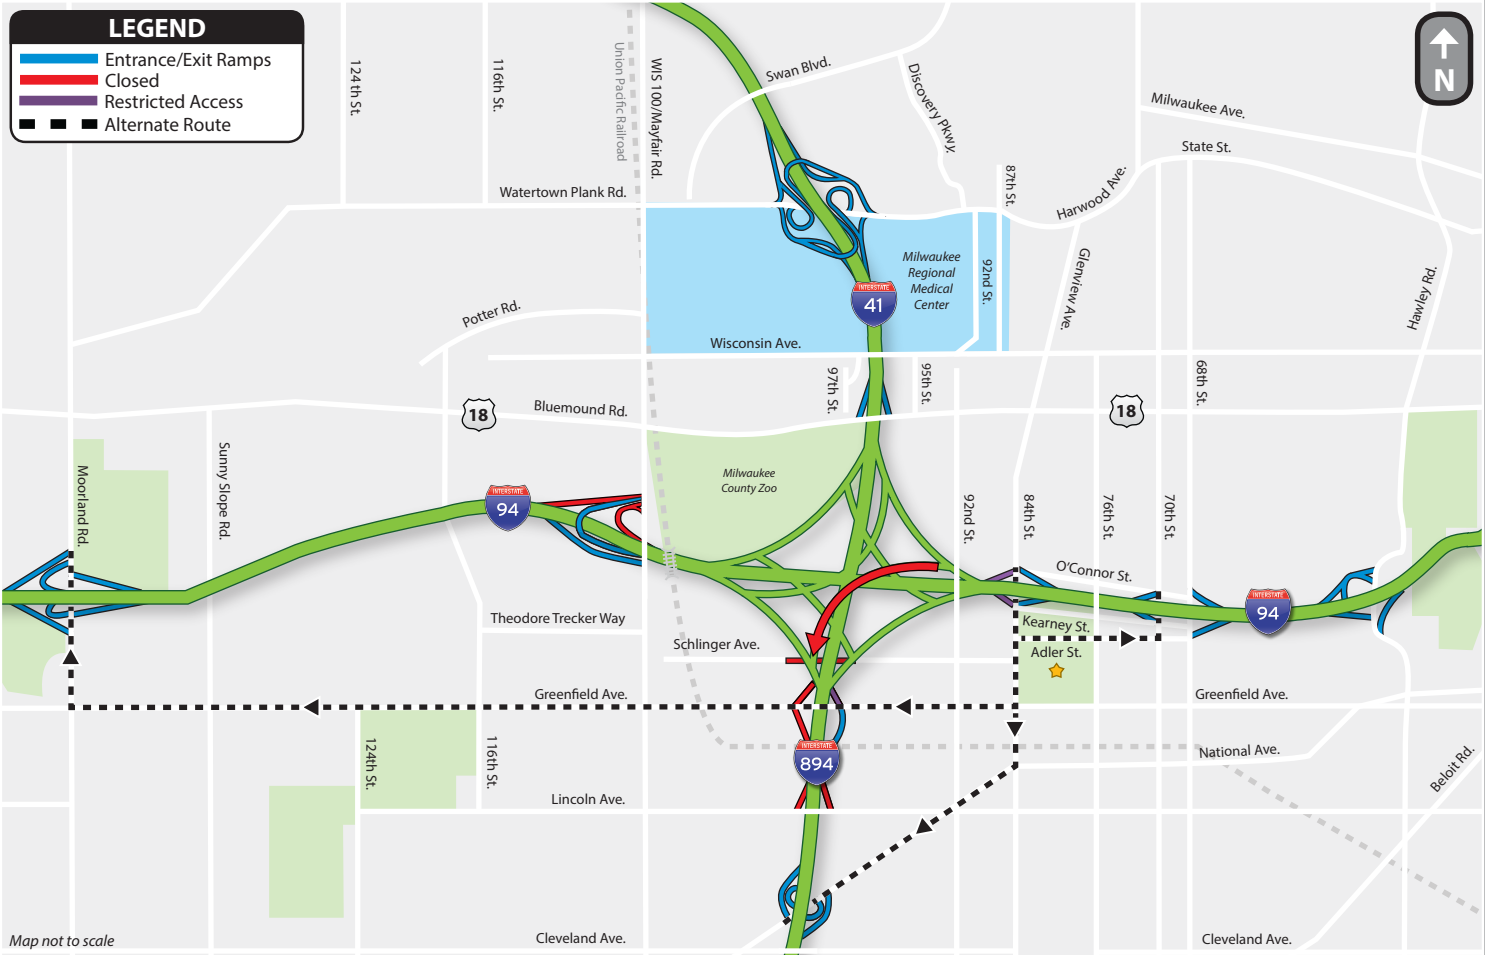 LEGEND
Entrance/Exit Ramps
Closed
Restricted Access
Alternate Route
N
124th St.
116th St.
Union Pacific Railroad
WIS 100/Mayfair Rd.
Swan Blvd.
Discovery Pkwy.
Milwaukee Ave.
State St.
87th St.
Harwood Ave.
Watertown Plank Rd.
Milwaukee
Regional
Medical
Center
92nd St.
Glenview Ave.
Hawley Rd.
INTERSTATE
41
Potter Rd.
Wisconsin Ave.
97th St.
95th St.
68th St.
18
Bluemound Rd.
18
Moorland Rd.
Sunny Slope Rd.
Milwaukee
County Zoo
INTERSTATE
94
92nd St.
84th St.
76th St.
70th St.
O'Connor St.
INTERSTATE
94
Theodore Trecker Way
Kearney St.
Schlinger Ave.
Adler St.
Greenfield Ave.
Greenfield Ave.
124th St.
116th St.
INTERSTATE
894
National Ave.
Beloit Rd.
Lincoln Ave.
Map not to scale
Cleveland Ave.
Cleveland Ave.